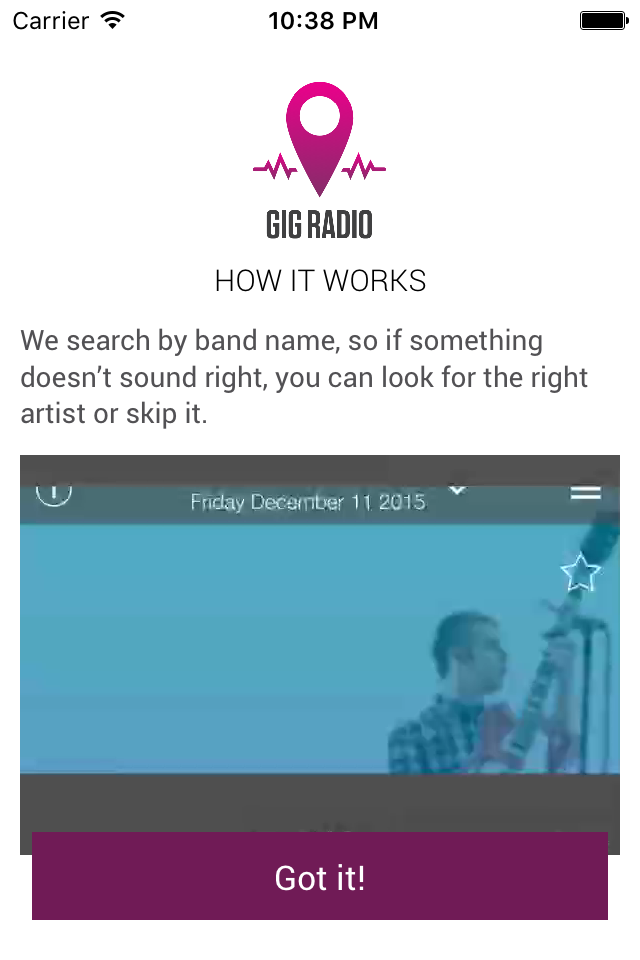 Carrier 10:38 PM
GIG RADIO
HOW IT WORKS
We search by band name, so if something
doesn't sound right, you can look for the right
artist or skip it.
Friday December 11 2015
Got it!